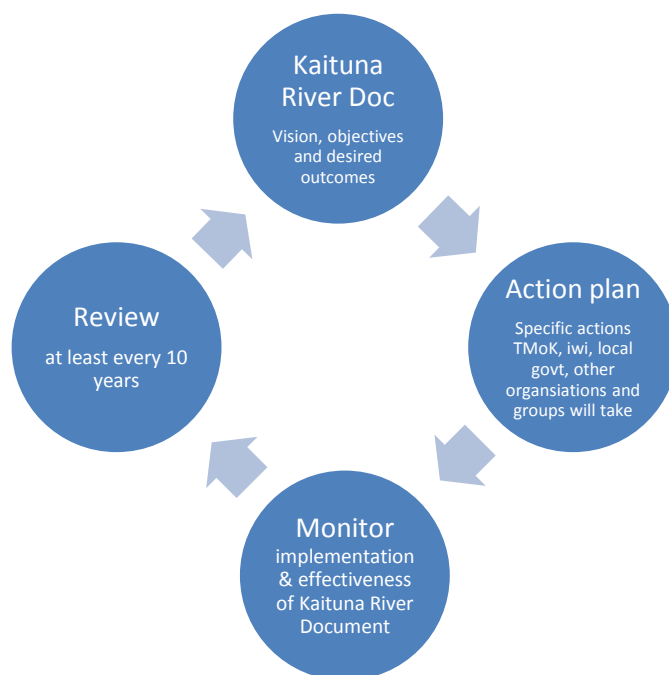 Kaituna
River Doc
Vision, objectives
and desired
outcomes
Action plan
Specific actions
TMoK, iwi, local
govt, other
organsiations and
groups will take
Monitor
implementation
& effectiveness
of Kaituna River
Document
Review
at least every 10
years